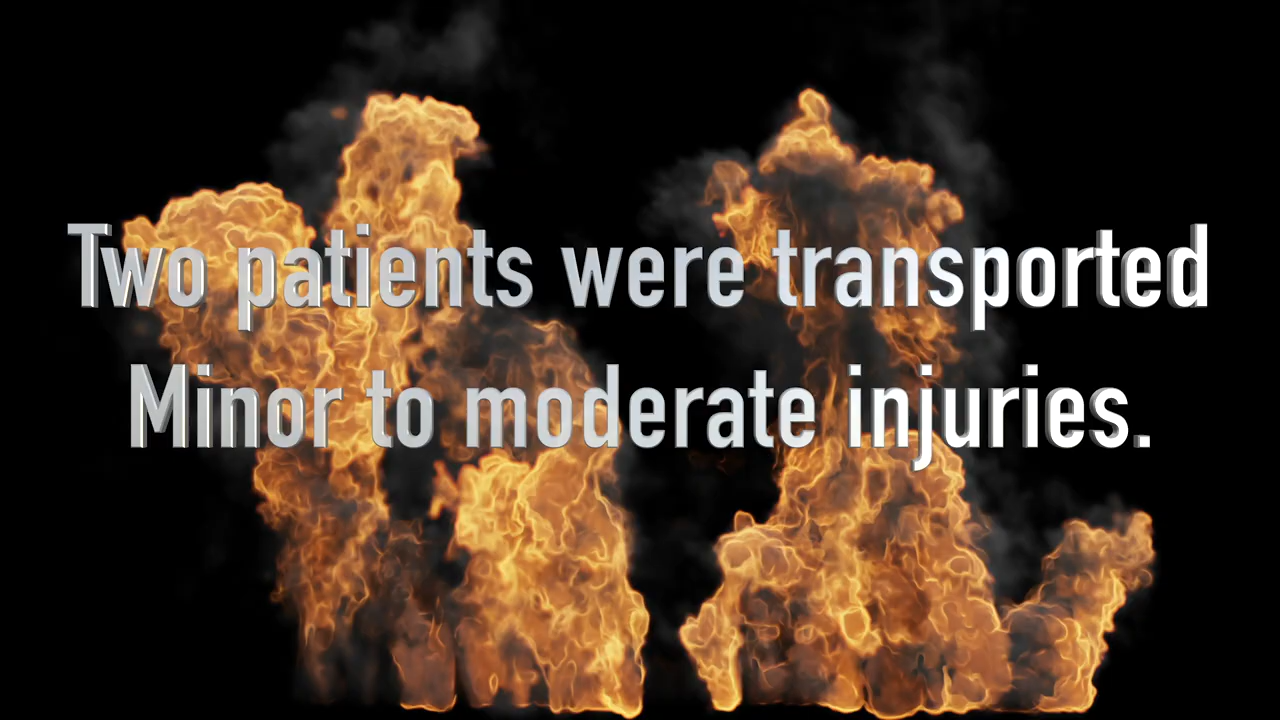 Two patients were transported
Minor to moderate injuries.